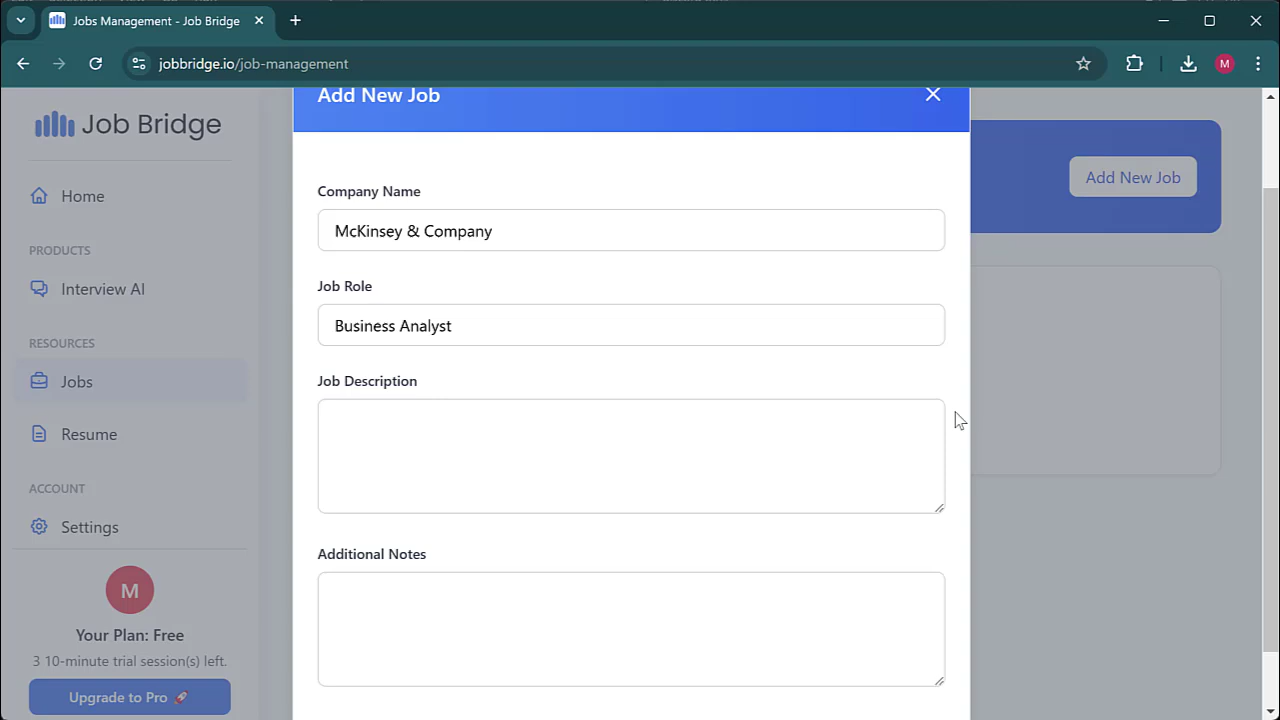 Jobs Management - Job Bridge
jobbridge.io/job-management
M
Job Bridge
Home
PRODUCTS
Interview AI
RESOURCES
Jobs
Resume
ACCOUNT
Settings
M
Your Plan: Free
3 10-minute trial session(s) left.
Upgrade to Pro 🚀
Add New Job
Company Name
McKinsey & Company
Job Role
Business Analyst
Job Description
Additional Notes
Add New Job